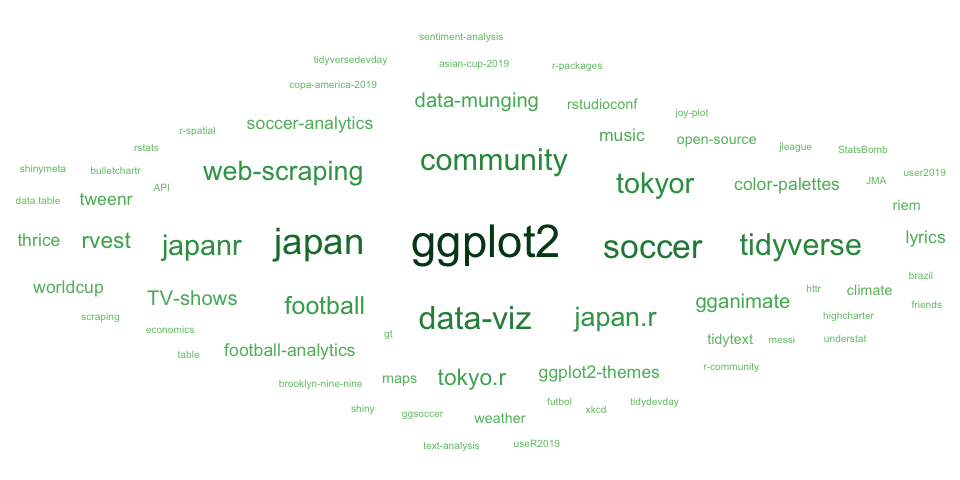 sentiment-analysis
tidyversedevday
asian-cup-2019
r-packages
copa-america-2019
data-munging
rstudioconf
joy-plot
soccer-analytics
r-spatial
music
open-source
rstats
jleague
StatsBomb
community
shinymeta
bulletchartr
web-scraping
user2019
API
tokyor
color-palettes
JMA
data.table
tweenr
riem
thrice
rvest
japanr
japan
ggplot2
soccer
tidyverse
lyrics
brazil
worldcup
TV-shows
football
gganimate
httr
climate
friends
scraping
data-viz
japan.r
highcharter
economics
gt
tidytext
messi
understat
table
football-analytics
r-community
brooklyn-nine-nine
maps
tokyo.r
ggplot2-themes
shiny
ggsoccer
weather
futbol
xkcd
tidydevday
text-analysis
useR2019